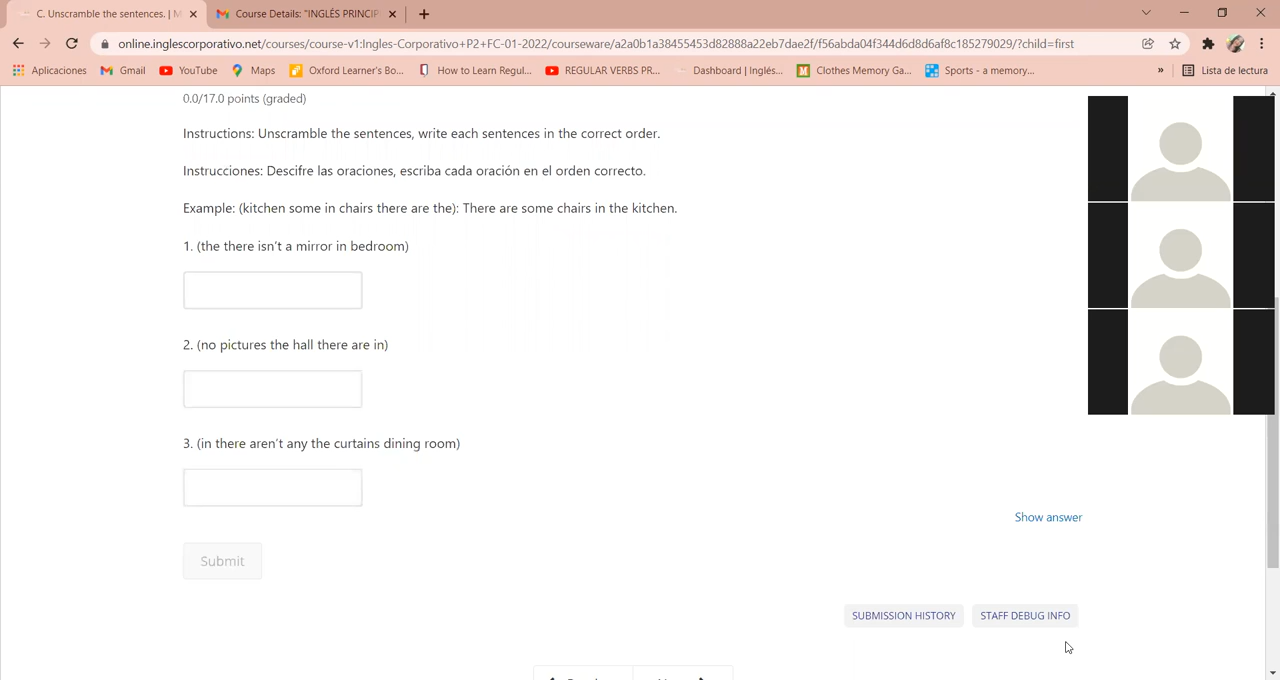 C. Unscramble the sentences. |
Course Details: "INGLÉS PRINCIP
online.inglescorporativo.net/courses/course-v1:Ingles-Corporativo+P2+FC-01-2022/courseware/a2a0b1a38455453d82888a22eb7dae2f/f56abda04f344d6d8d6af8c185279029/?child=first
Aplicaciones Gmail YouTube Maps Oxford Learner's Bo... How to Learn Regul... REGULAR VERBS PR... Dashboard | Inglés... Clothes Memory Ga... Sports - a memory... » Lista de lectura
0.0/17.0 points (graded)
Instructions: Unscramble the sentences, write each sentences in the correct order.
Instrucciones: Descifre las oraciones, escriba cada oración en el orden correcto.
Example: (kitchen some in chairs there are the): There are some chairs in the kitchen.
1. (the there isn't a mirror in bedroom)
2. (no pictures the hall there are in)
3. (in there aren't any the curtains dining room)
Show answer
Submit
SUBMISSION HISTORY STAFF DEBUG INFO